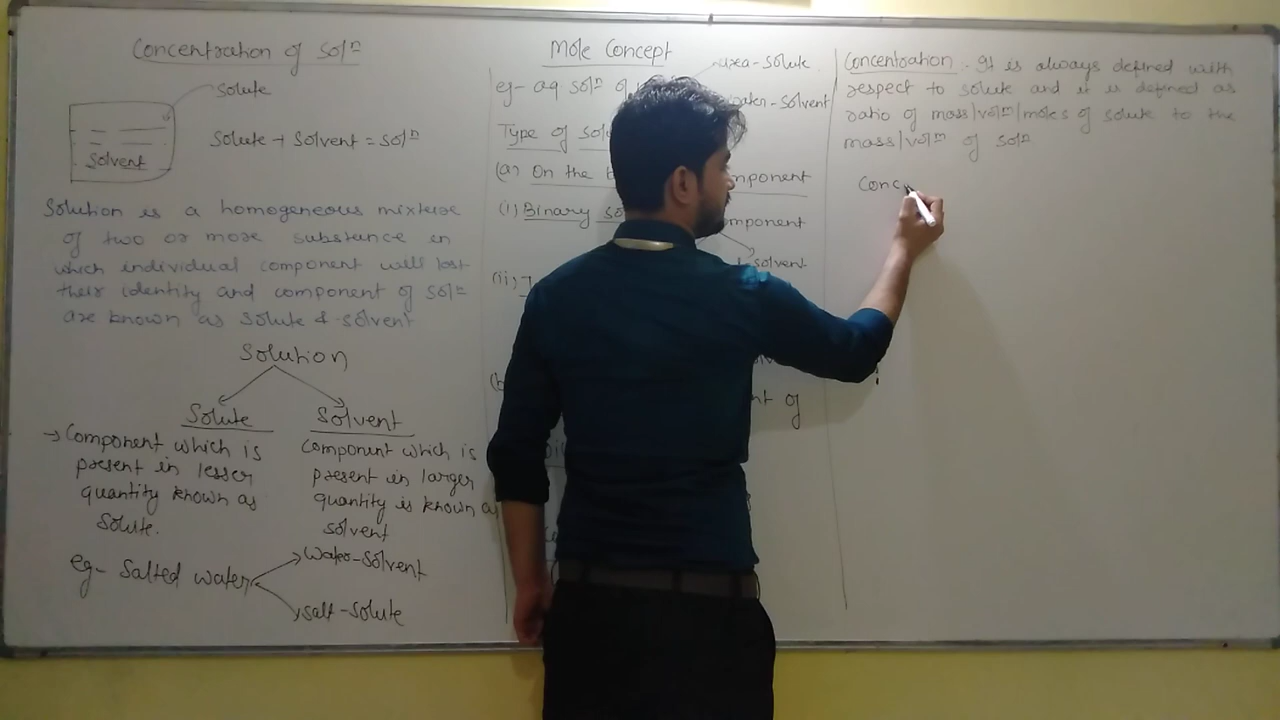 Concentration of Solⁿ
Solute
Solvent
Solute + Solvent = Solⁿ
Solution is a homogeneous mixture
of two or more substance in
which individual component will lost
their identity and component of Solⁿ
are known as Solute & Solvent
Solution
Solute
Solvent
→ Component which is
present in lesser
quantity known as
Solute.
Component which is
present in larger
quantity is known as
solvent
eg- Salted water
Water-Solvent
Salt-Solute
Mole Concept
eg- aq solⁿ of
urea-Solute
water-Solvent
Type of
(a) On the
component
(i) Binary
component
solvent
(ii)
of
Concentration :- It is always defined with
respect to solute and it is defined as
ratio of mass/volᵐ/moles of solute to the
mass/volᵐ of solⁿ
Conc